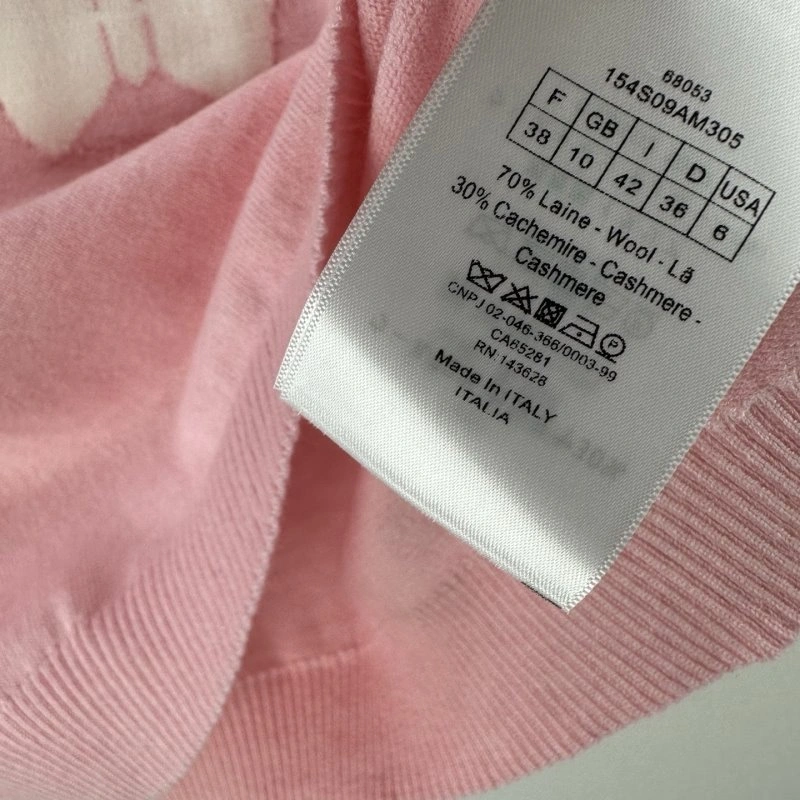 68053
154S09AM305
F GB I D USA
38 10 42 36 6
70% Laine - Wool - Lã
30% Cachemire - Cashmere -
Cashmere
CNPJ 02-046-366/0003-99
CA65281
RN:143628
Made In ITALY
ITALIA